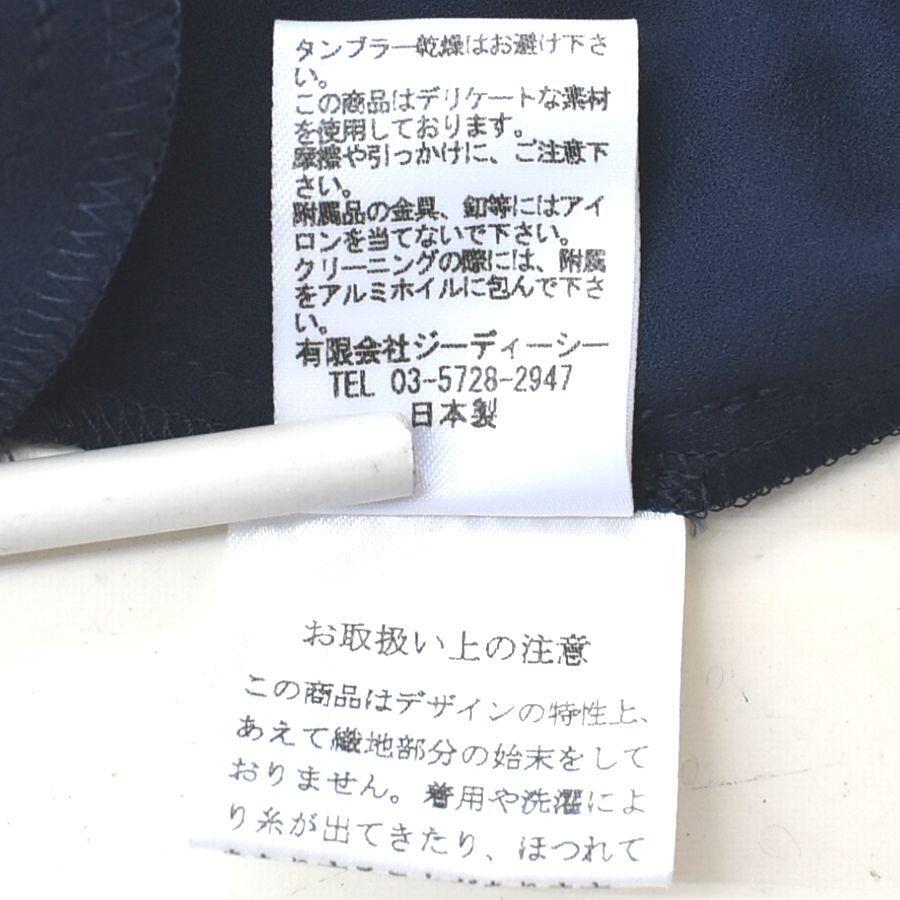 タンブラー乾燥はお避け下さ
い。
この商品はデリケートな素材
を使用しております。
摩擦や引っかけに、ご注意下
さい。
附属品の金具、釦等にはアイ
ロンを当てないで下さい。
クリーニングの際には、附属
をアルミホイルに包んで下さ
い。
有限会社ジーディーシー
TEL 03-5728-2947
日本製
お取扱い上の注意
この商品はデザインの特性上、
あえて織地部分の始末をして
おりません。着用や洗濯によ
り糸が出てきたり、ほつれて